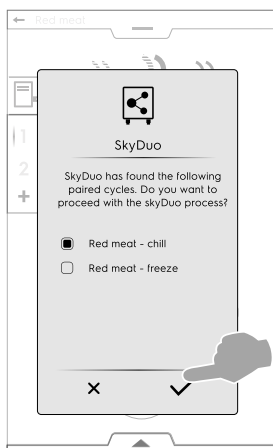 ← Red meat
SkyDuo
SkyDuo has found the following
paired cycles. Do you want to
proceed with the skyDuo process?
Red meat - chill
Red meat - freeze
1
2
+